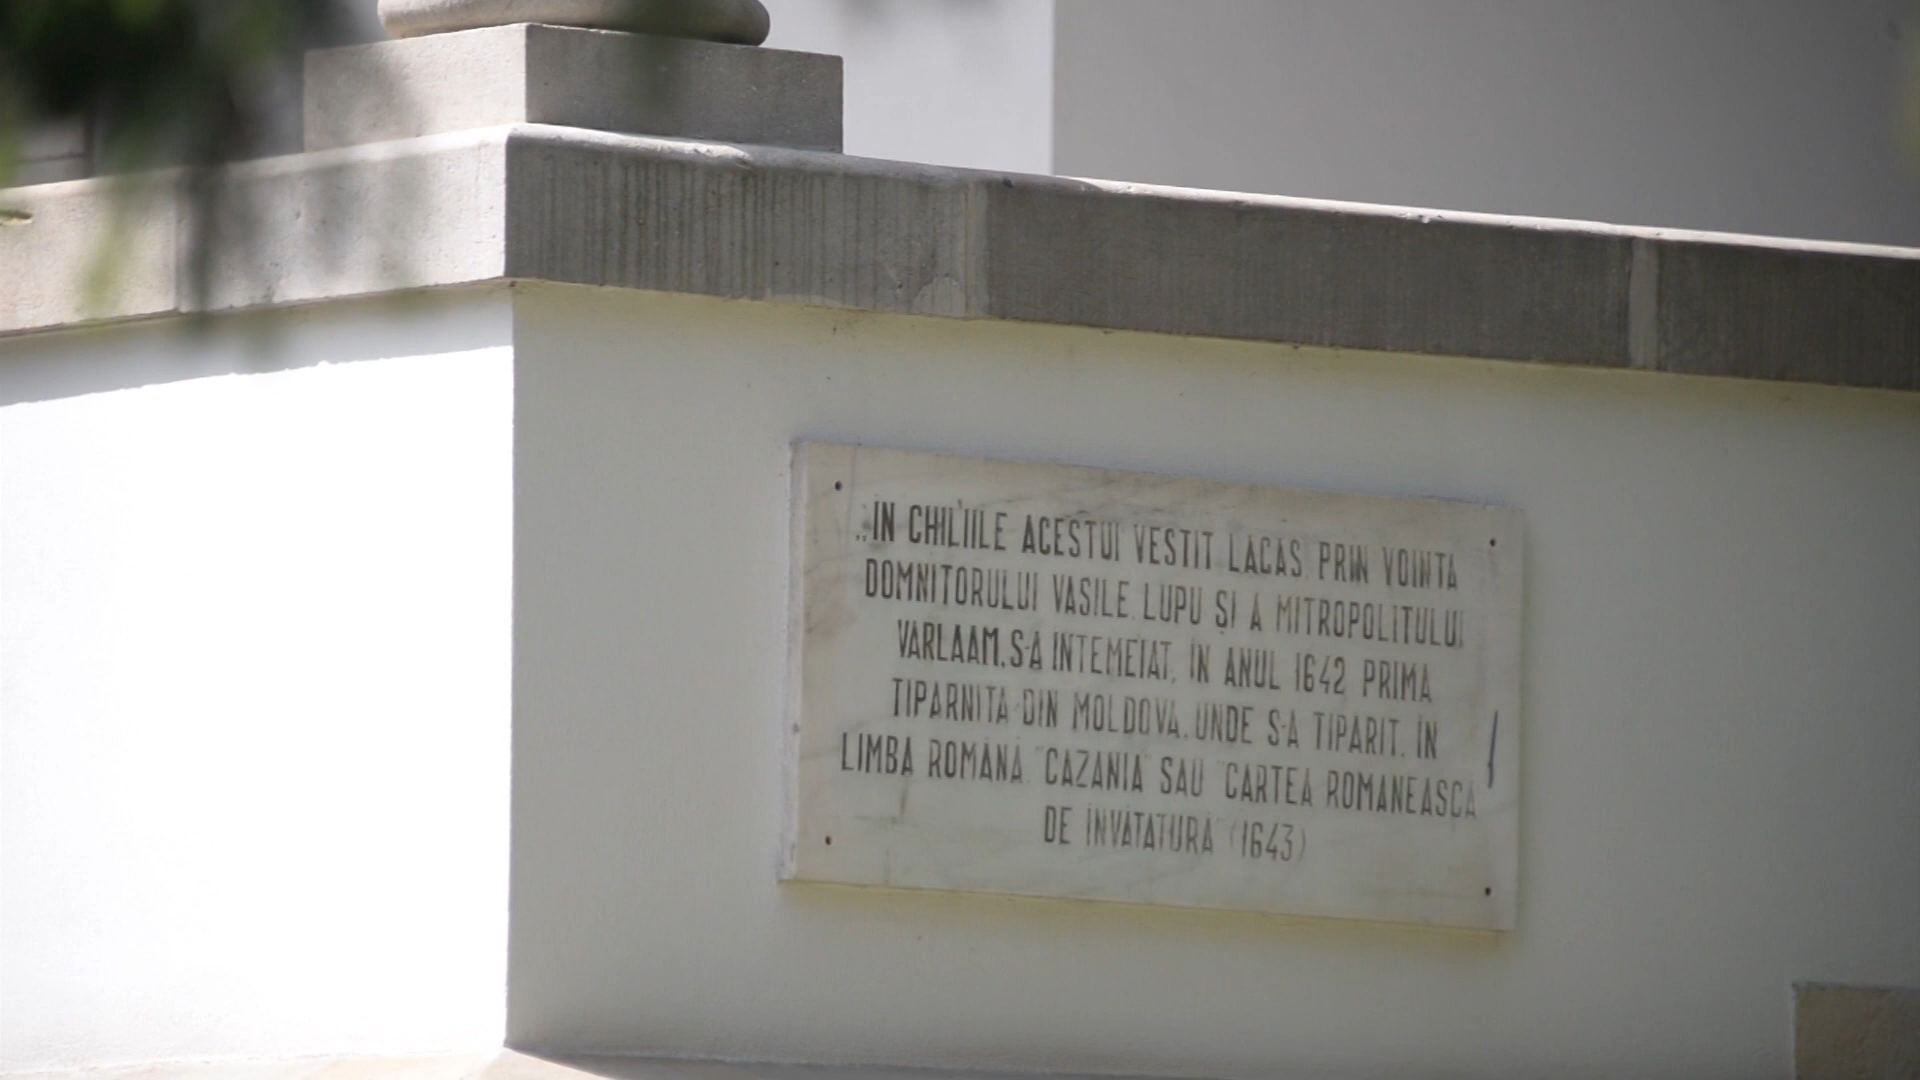 „IN CHILIILE ACESTUI VESTIT LACAS, PRIN VOINTA
DOMNITORULUI VASILE LUPU ȘI A MITROPOLITULUI
VARLAAM, S-A INTEMEIAT, IN ANUL 1642 PRIMA
TIPARNITA DIN MOLDOVA, UNDE S-A TIPARIT, IN
LIMBA ROMÂNA, "CAZANIA" SAU "CARTEA ROMANEASCA
DE INVATATURA" (1643)